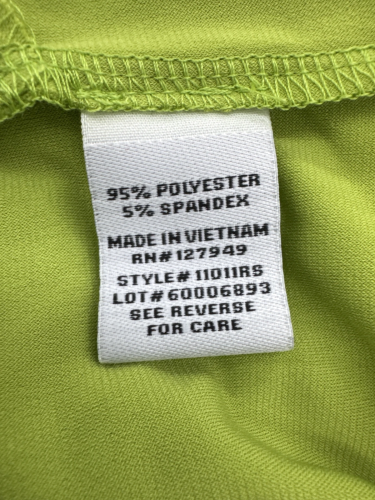 95% POLYESTER
5% SPANDEX
MADE IN VIETNAM
RN# 127949
STYLE# 11011RS
LOT# 60006893
SEE REVERSE
FOR CARE